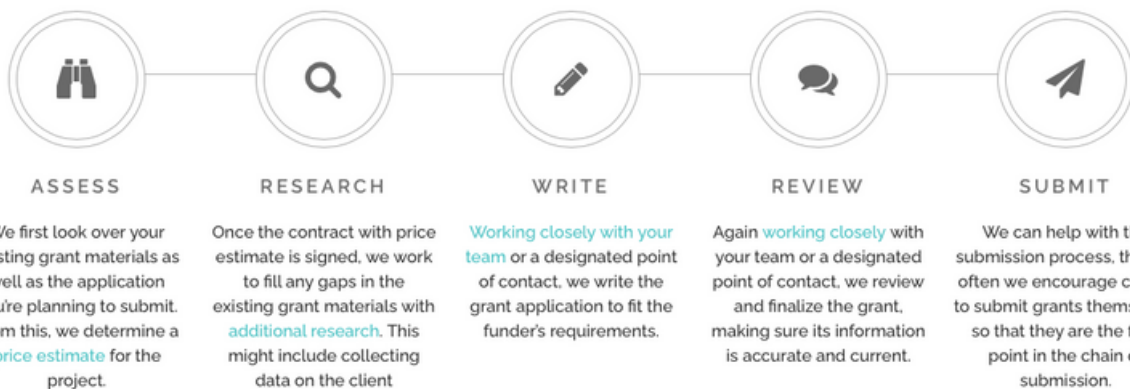 ASSESS
We first look over your
grant materials as
as the application
planning to submit.
this, we determine a
price estimate for the
project.
RESEARCH
Once the contract with price
estimate is signed, we work
to fill any gaps in the
existing grant materials with
additional research. This
might include collecting
data on the client
WRITE
Working closely with your
team or a designated point
of contact, we write the
grant application to fit the
funder's requirements.
REVIEW
Again working closely with
your team or a designated
point of contact, we review
and finalize the grant,
making sure its information
is accurate and current.
SUBMIT
We can help with
submission process,
often we encourage
to submit grants
so that they are the
point in the chain
submission.